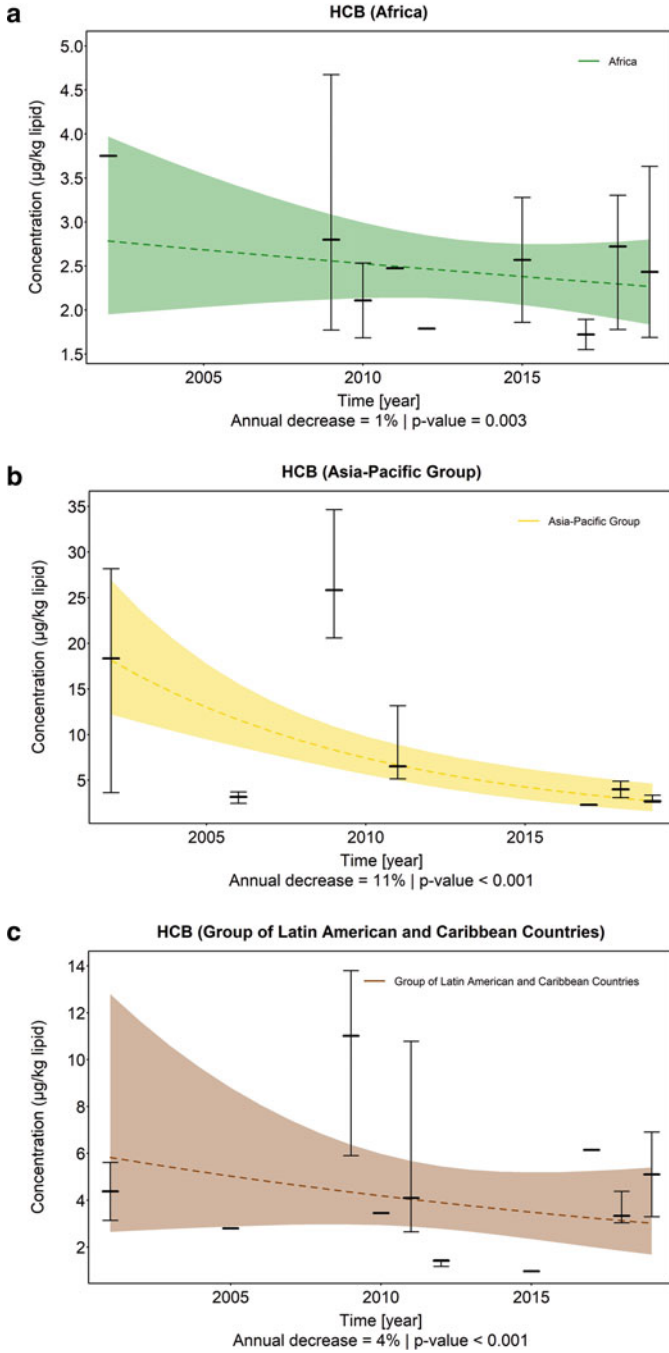 a
HCB (Africa)
5.0
4.5
4.0
3.5
3.0
2.5
2.0
1.5
Concentration (µg/kg lipid)
Africa
2005
2010
2015
Time [year]
Annual decrease = 1% | p-value = 0.003
b
HCB (Asia-Pacific Group)
35
30
25
20
15
10
5
Concentration (µg/kg lipid)
Asia-Pacific Group
2005
2010
2015
Time [year]
Annual decrease = 11% | p-value < 0.001
c
HCB (Group of Latin American and Caribbean Countries)
14
12
10
8
6
4
2
Concentration (µg/kg lipid)
Group of Latin American and Caribbean Countries
2005
2010
2015
Time [year]
Annual decrease = 4% | p-value < 0.001